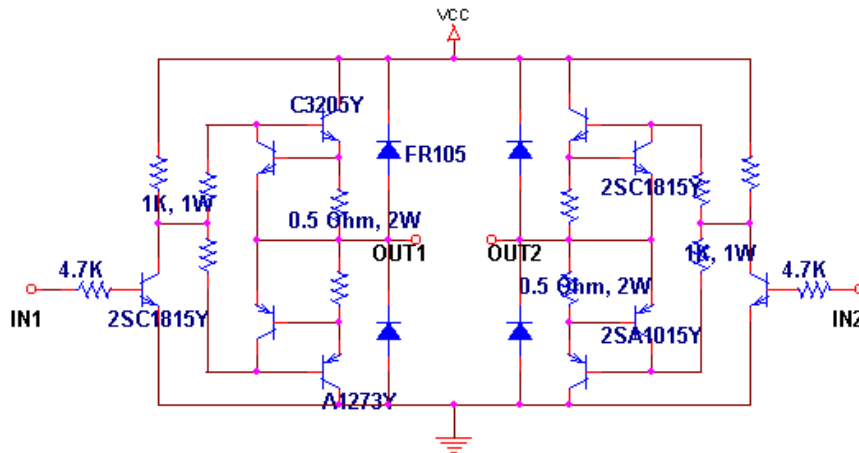 VCC
C3205Y
FR105
2SC1815Y
1K, 1W
0.5 Ohm, 2W
OUT1
OUT2
1K, 1W
4.7K
4.7K
0.5 Ohm, 2W
IN1
2SC1815Y
2SA1015Y
IN2
A1273Y